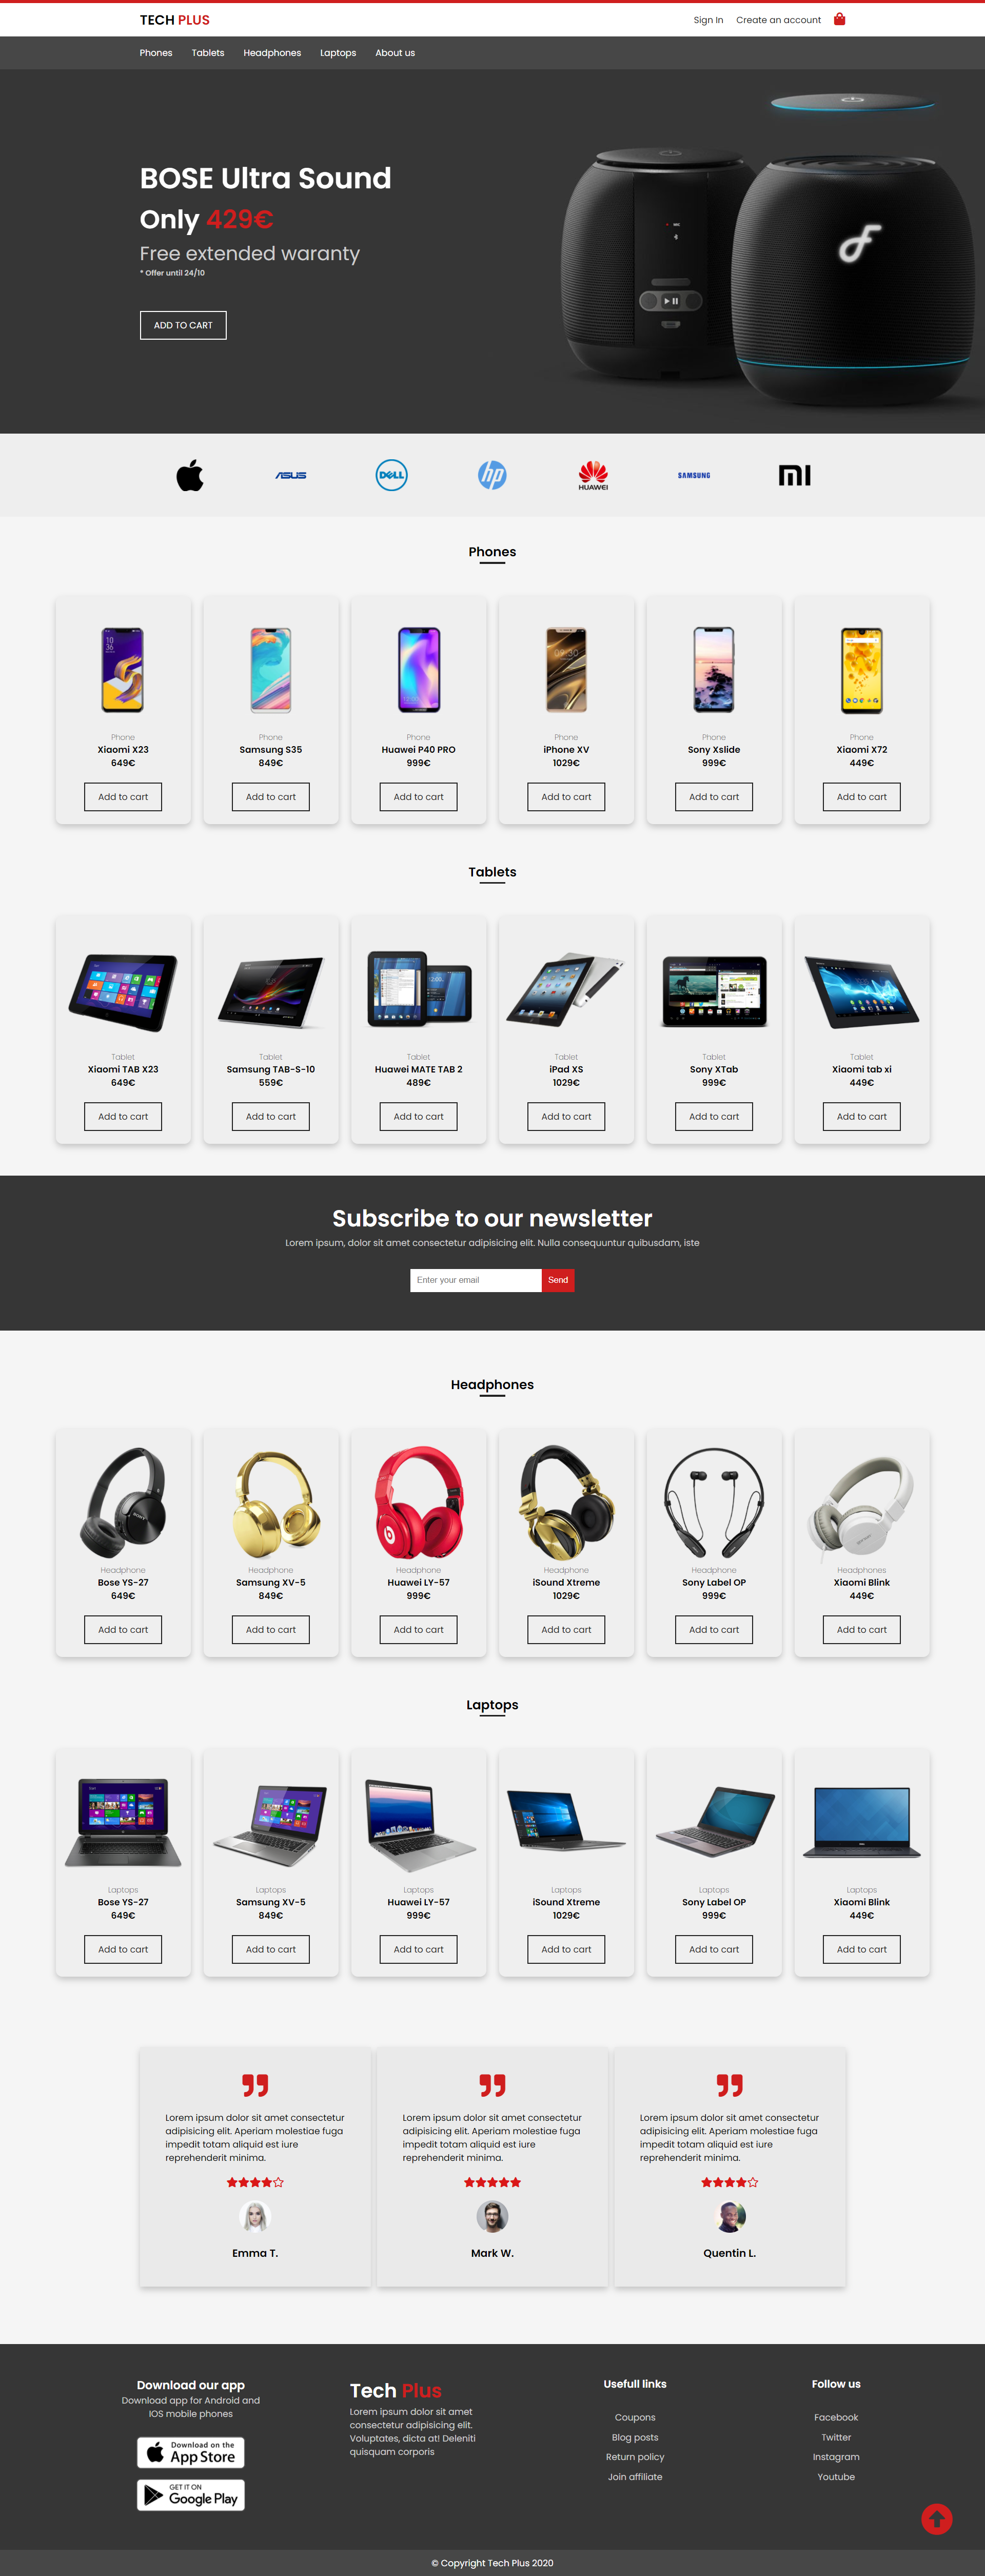 TECH PLUS
Sign In Create an account
Phones Tablets Headphones Laptops About us
BOSE Ultra Sound
Only 429€
Free extended waranty
* Offer until 24/10
ADD TO CART
ASUS DELL hp HUAWEI SAMSUNG MI
Phones
Phone Phone Phone Phone Phone Phone
Xiaomi X23 Samsung S35 Huawei P40 PRO iPhone XV Sony Xslide Xiaomi X72
649€ 849€ 999€ 1029€ 999€ 449€
Add to cart Add to cart Add to cart Add to cart Add to cart Add to cart
Tablets
Tablet Tablet Tablet Tablet Tablet Tablet
Xiaomi TAB X23 Samsung TAB-S-10 Huawei MATE TAB 2 iPad XS Sony XTab Xiaomi tab xi
649€ 559€ 489€ 1029€ 999€ 449€
Add to cart Add to cart Add to cart Add to cart Add to cart Add to cart
Subscribe to our newsletter
Lorem ipsum, dolor sit amet consectetur adipisicing elit. Nulla consequuntur quibusdam, iste
Enter your email Send
Headphones
Headphone Headphone Headphone Headphone Headphone Headphones
Bose YS-27 Samsung XV-5 Huawei LY-57 iSound Xtreme Sony Label OP Xiaomi Blink
649€ 849€ 999€ 1029€ 999€ 449€
Add to cart Add to cart Add to cart Add to cart Add to cart Add to cart
Laptops
Laptops Laptops Laptops Laptops Laptops Laptops
Bose YS-27 Samsung XV-5 Huawei LY-57 iSound Xtreme Sony Label OP Xiaomi Blink
649€ 849€ 999€ 1029€ 999€ 449€
Add to cart Add to cart Add to cart Add to cart Add to cart Add to cart
Lorem ipsum dolor sit amet consectetur
adipisicing elit. Aperiam molestiae fuga
impedit totam aliquid est iure
reprehenderit minima.
Emma T.
Lorem ipsum dolor sit amet consectetur
adipisicing elit. Aperiam molestiae fuga
impedit totam aliquid est iure
reprehenderit minima.
Mark W.
Lorem ipsum dolor sit amet consectetur
adipisicing elit. Aperiam molestiae fuga
impedit totam aliquid est iure
reprehenderit minima.
Quentin L.
Download our app
Download app for Android and
IOS mobile phones
Download on the
App Store
GET IT ON
Google Play
Tech Plus
Lorem ipsum dolor sit amet
consectetur adipisicing elit.
Voluptates, dicta at! Deleniti
quisquam corporis
Usefull links
Coupons
Blog posts
Return policy
Join affiliate
Follow us
Facebook
Twitter
Instagram
Youtube
© Copyright Tech Plus 2020